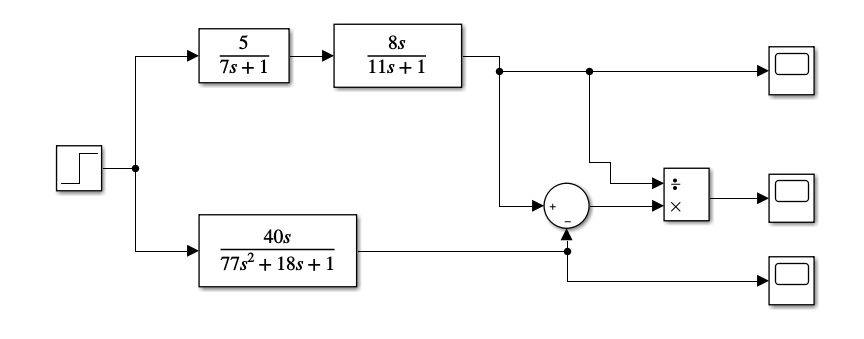 5
7s + 1
8s
11s + 1
÷
×
+
−
40s
77s² + 18s + 1